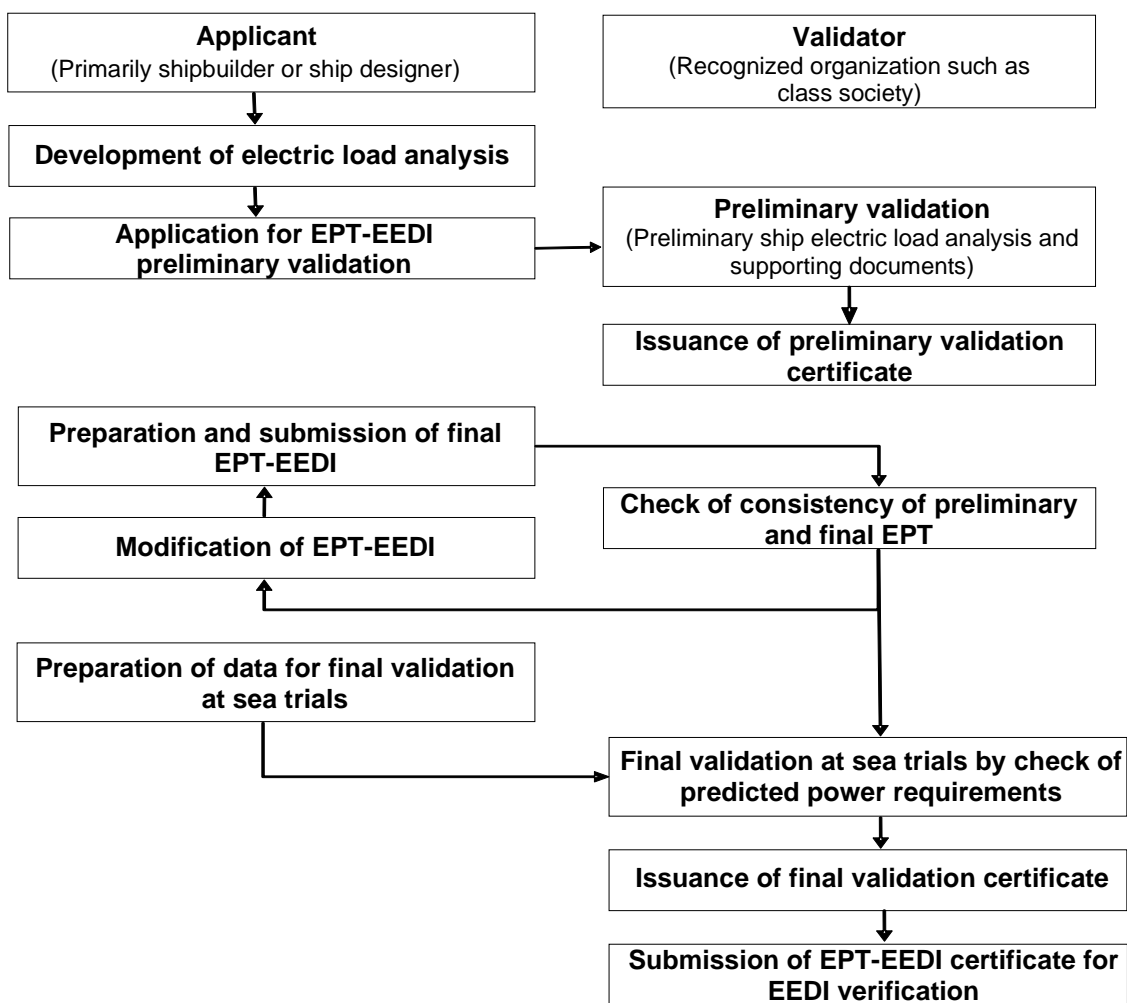 Applicant
(Primarily shipbuilder or ship designer)
Validator
(Recognized organization such as
class society)
Development of electric load analysis
Application for EPT-EEDI
preliminary validation
Preliminary validation
(Preliminary ship electric load analysis and
supporting documents)
Issuance of preliminary validation
certificate
Preparation and submission of final
EPT-EEDI
Check of consistency of preliminary
and final EPT
Modification of EPT-EEDI
Preparation of data for final validation
at sea trials
Final validation at sea trials by check of
predicted power requirements
Issuance of final validation certificate
Submission of EPT-EEDI certificate for
EEDI verification